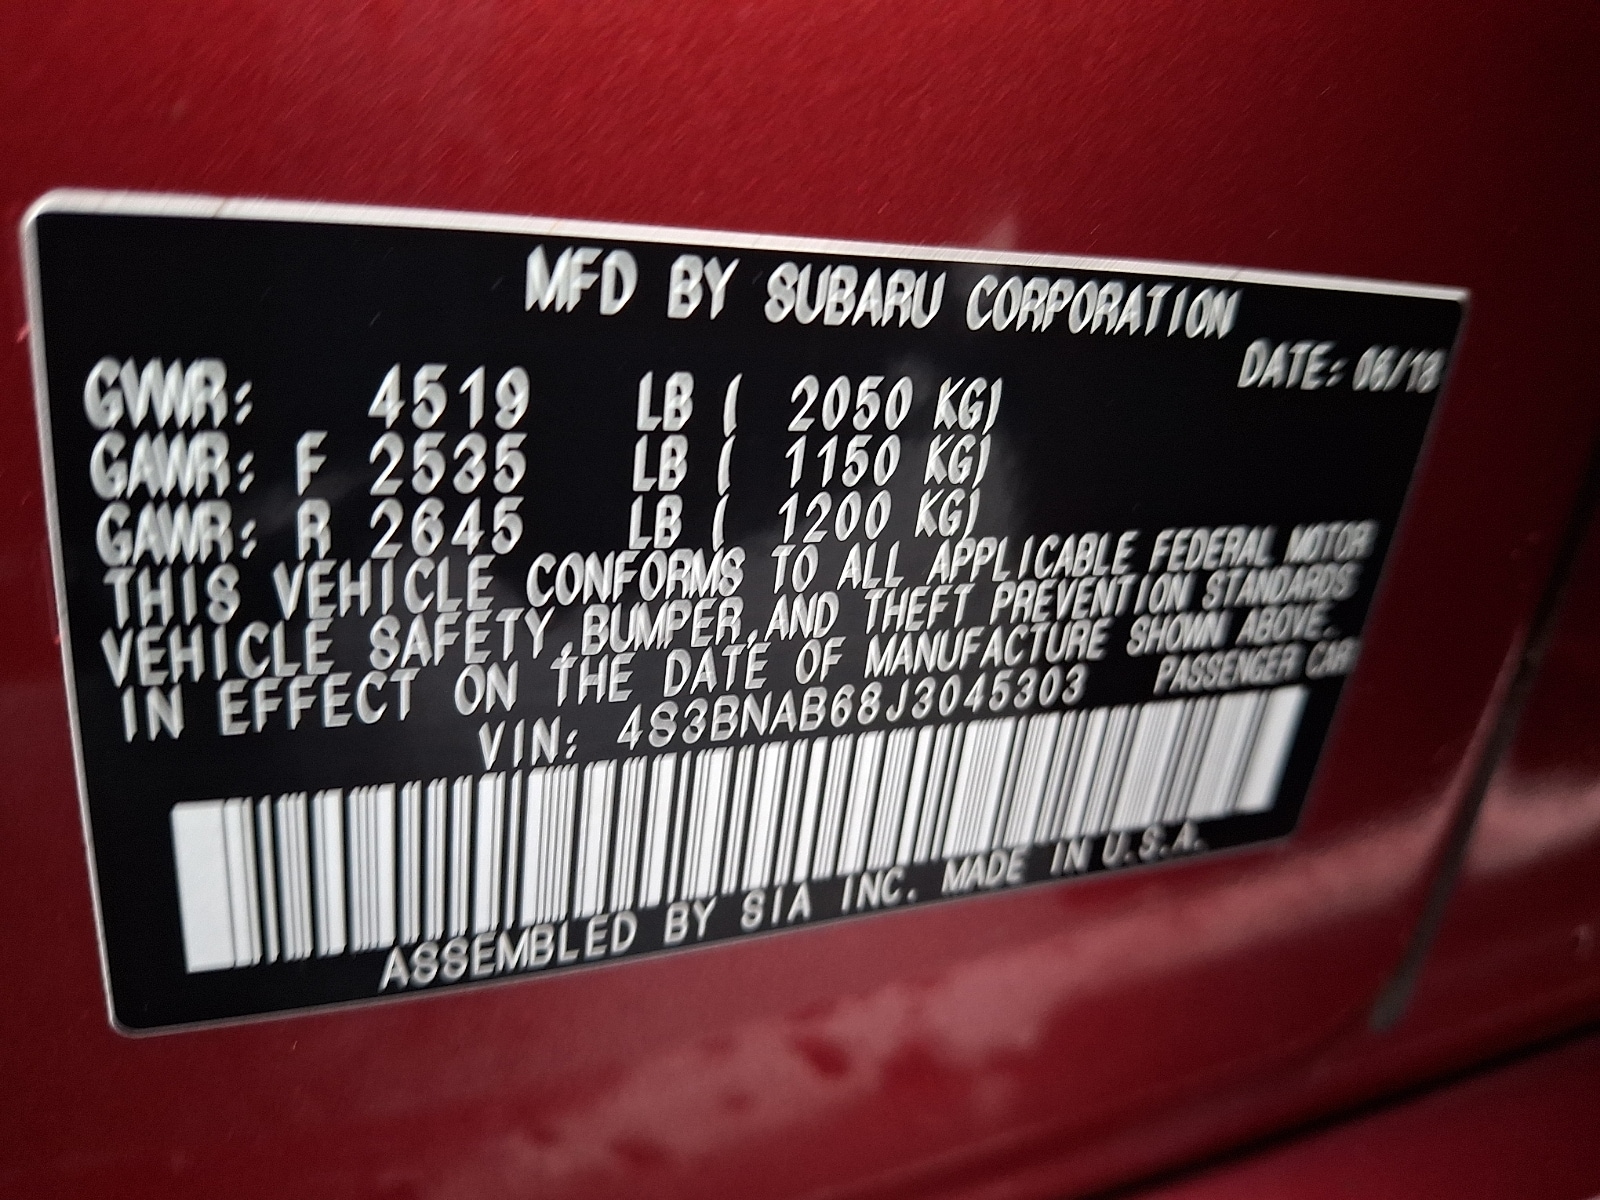 MFD BY SUBARU CORPORATION
DATE: 06/18
GVWR: 4519 LB ( 2050 KG)
GAWR: F 2535 LB ( 1150 KG)
GAWR: R 2645 LB ( 1200 KG)
THIS VEHICLE CONFORMS TO ALL APPLICABLE FEDERAL MOTOR
VEHICLE SAFETY,BUMPER,AND THEFT PREVENTION STANDARDS
IN EFFECT ON THE DATE OF MANUFACTURE SHOWN ABOVE.
VIN: 4S3BNAB68J3045303 PASSENGER CAR
ASSEMBLED BY SIA INC. MADE IN U.S.A.